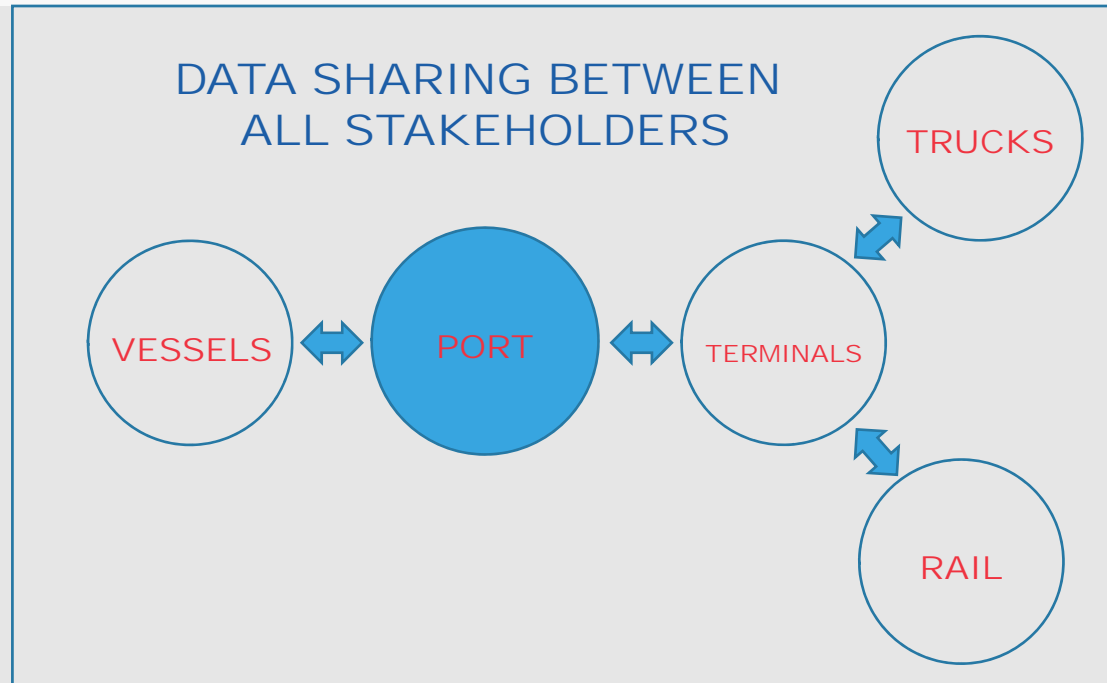 DATA SHARING BETWEEN
ALL STAKEHOLDERS
TRUCKS
VESSELS
PORT
TERMINALS
RAIL